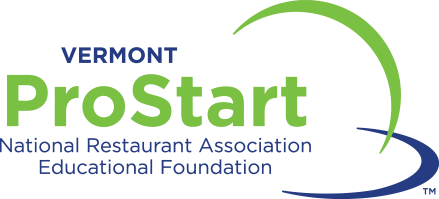 VERMONT
ProStart
National Restaurant Association
Educational Foundation
TM